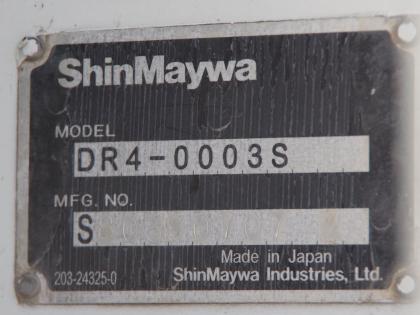 ShinMaywa
MODEL
DR4-0003S
MFG. NO.
S
Made in Japan
203-24325-0 ShinMaywa Industries, Ltd.